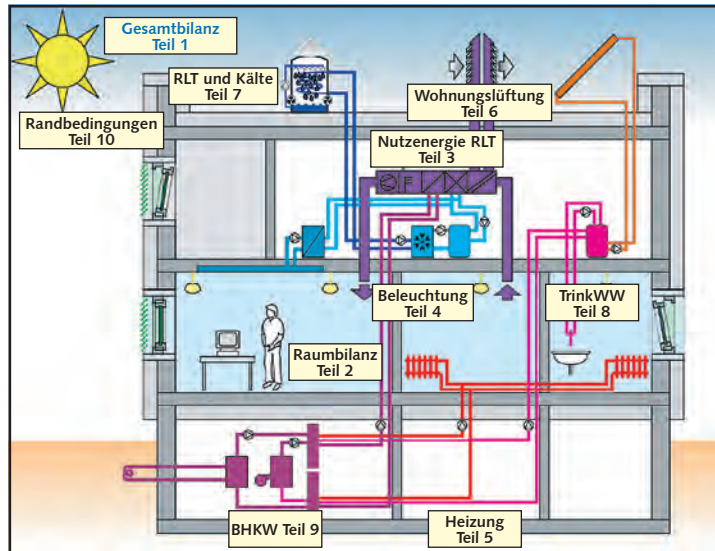 Gesamtbilanz
Teil 1
RLT und Kälte
Teil 7
Wohnungslüftung
Teil 6
Randbedingungen
Teil 10
Nutzenergie RLT
Teil 3
F
Beleuchtung
Teil 4
TrinkWW
Teil 8
Raumbilanz
Teil 2
BHKW Teil 9
Heizung
Teil 5